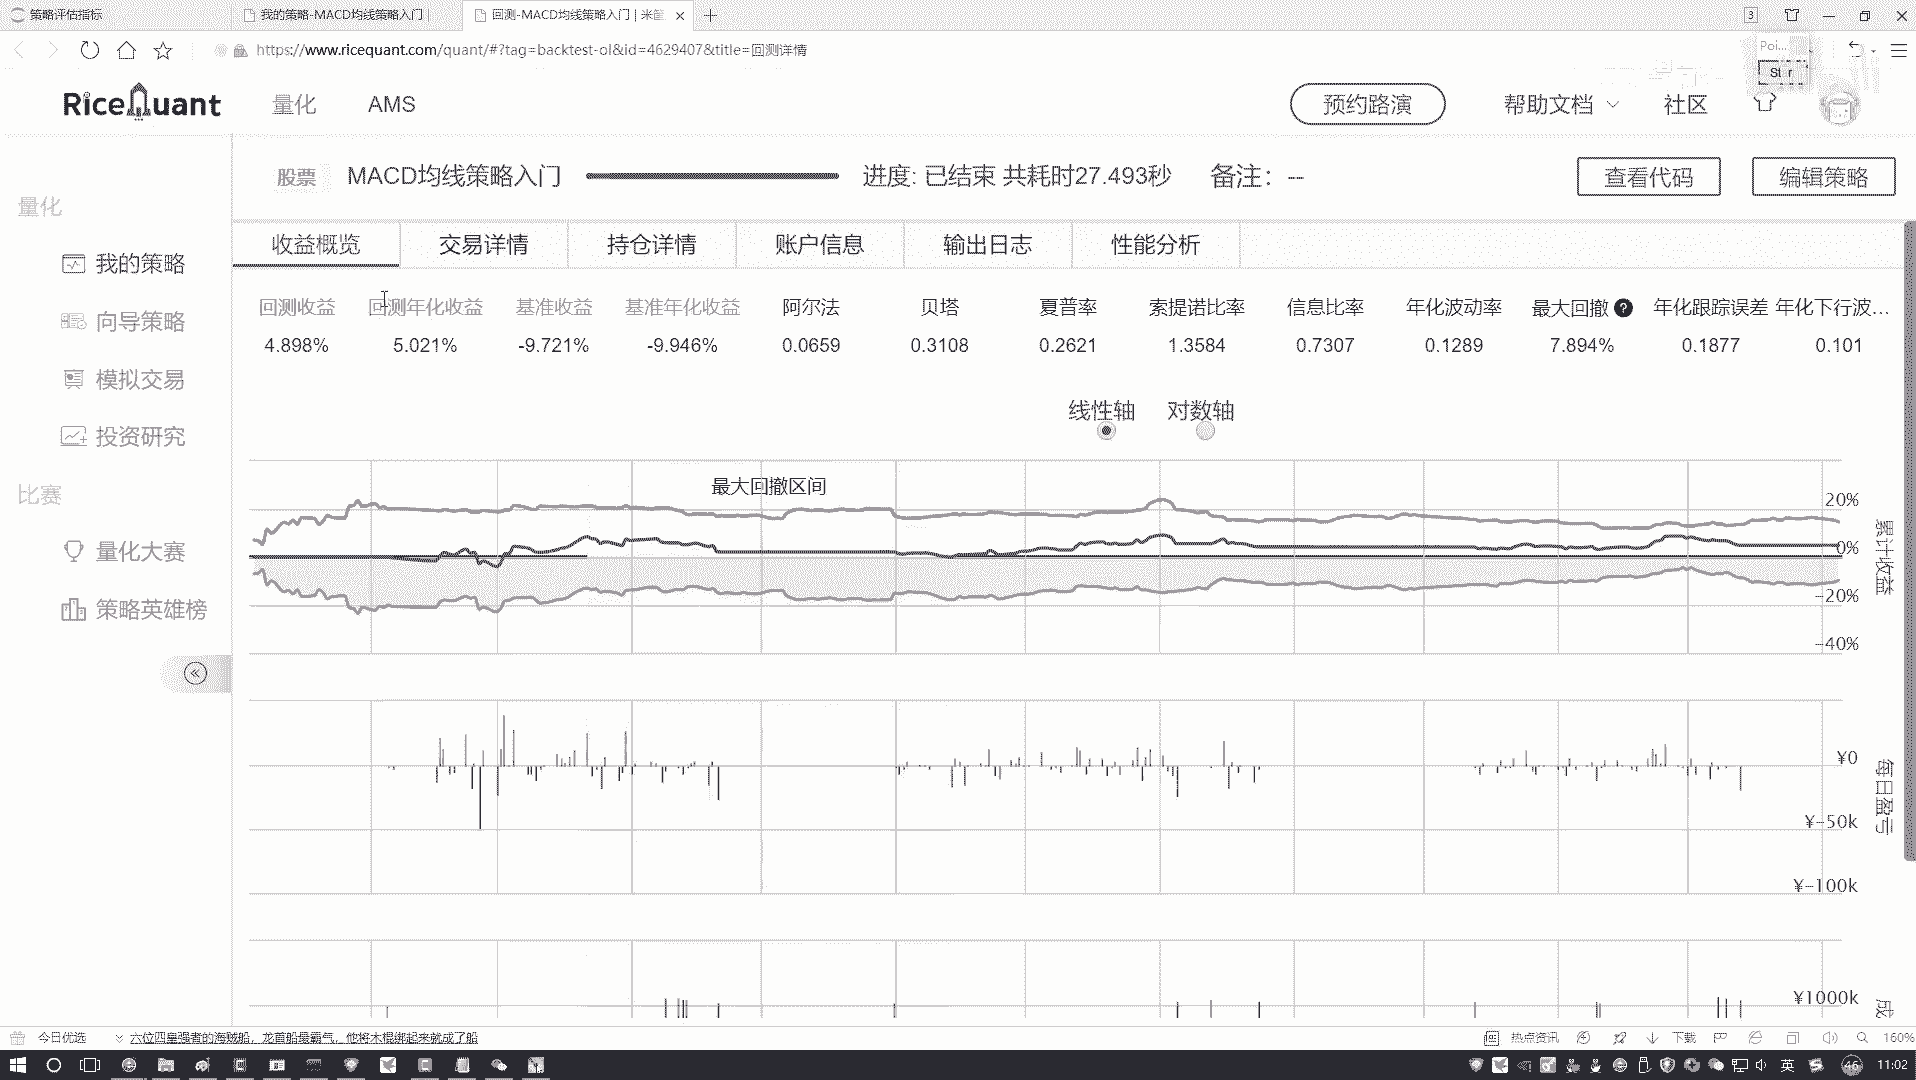 策略评估指标
我的策略-MACD均线策略入门
回测-MACD均线策略入门 | 米筐
3
https://www.ricequant.com/quant/#?tag=backtest-ol&id=4629407&title=回测详情
Poi...
RiceQuant
量化
AMS
预约路演
帮助文档
社区
股票
MACD均线策略入门
进度: 已结束 共耗时27.493秒
备注: --
查看代码
编辑策略
量化
我的策略
向导策略
模拟交易
投资研究
比赛
量化大赛
策略英雄榜
收益概览
交易详情
持仓详情
账户信息
输出日志
性能分析
回测收益 回测年化收益 基准收益 基准年化收益 阿尔法 贝塔 夏普率 索提诺比率 信息比率 年化波动率 最大回撤 ? 年化跟踪误差 年化下行波...
4.898% 5.021% -9.721% -9.946% 0.0659 0.3108 0.2621 1.3584 0.7307 0.1289 7.894% 0.1877 0.101
线性轴 对数轴
最大回撤区间
20%
0%
-20%
-40%
累计收益
¥0
¥-50k
¥-100k
每日盈亏
¥1000k
成
今日优选
六位四皇强者的海贼船，龙首船最霸气，他将木棍绑起来就成了船
热点资讯
下载
160%
英
46
11:02